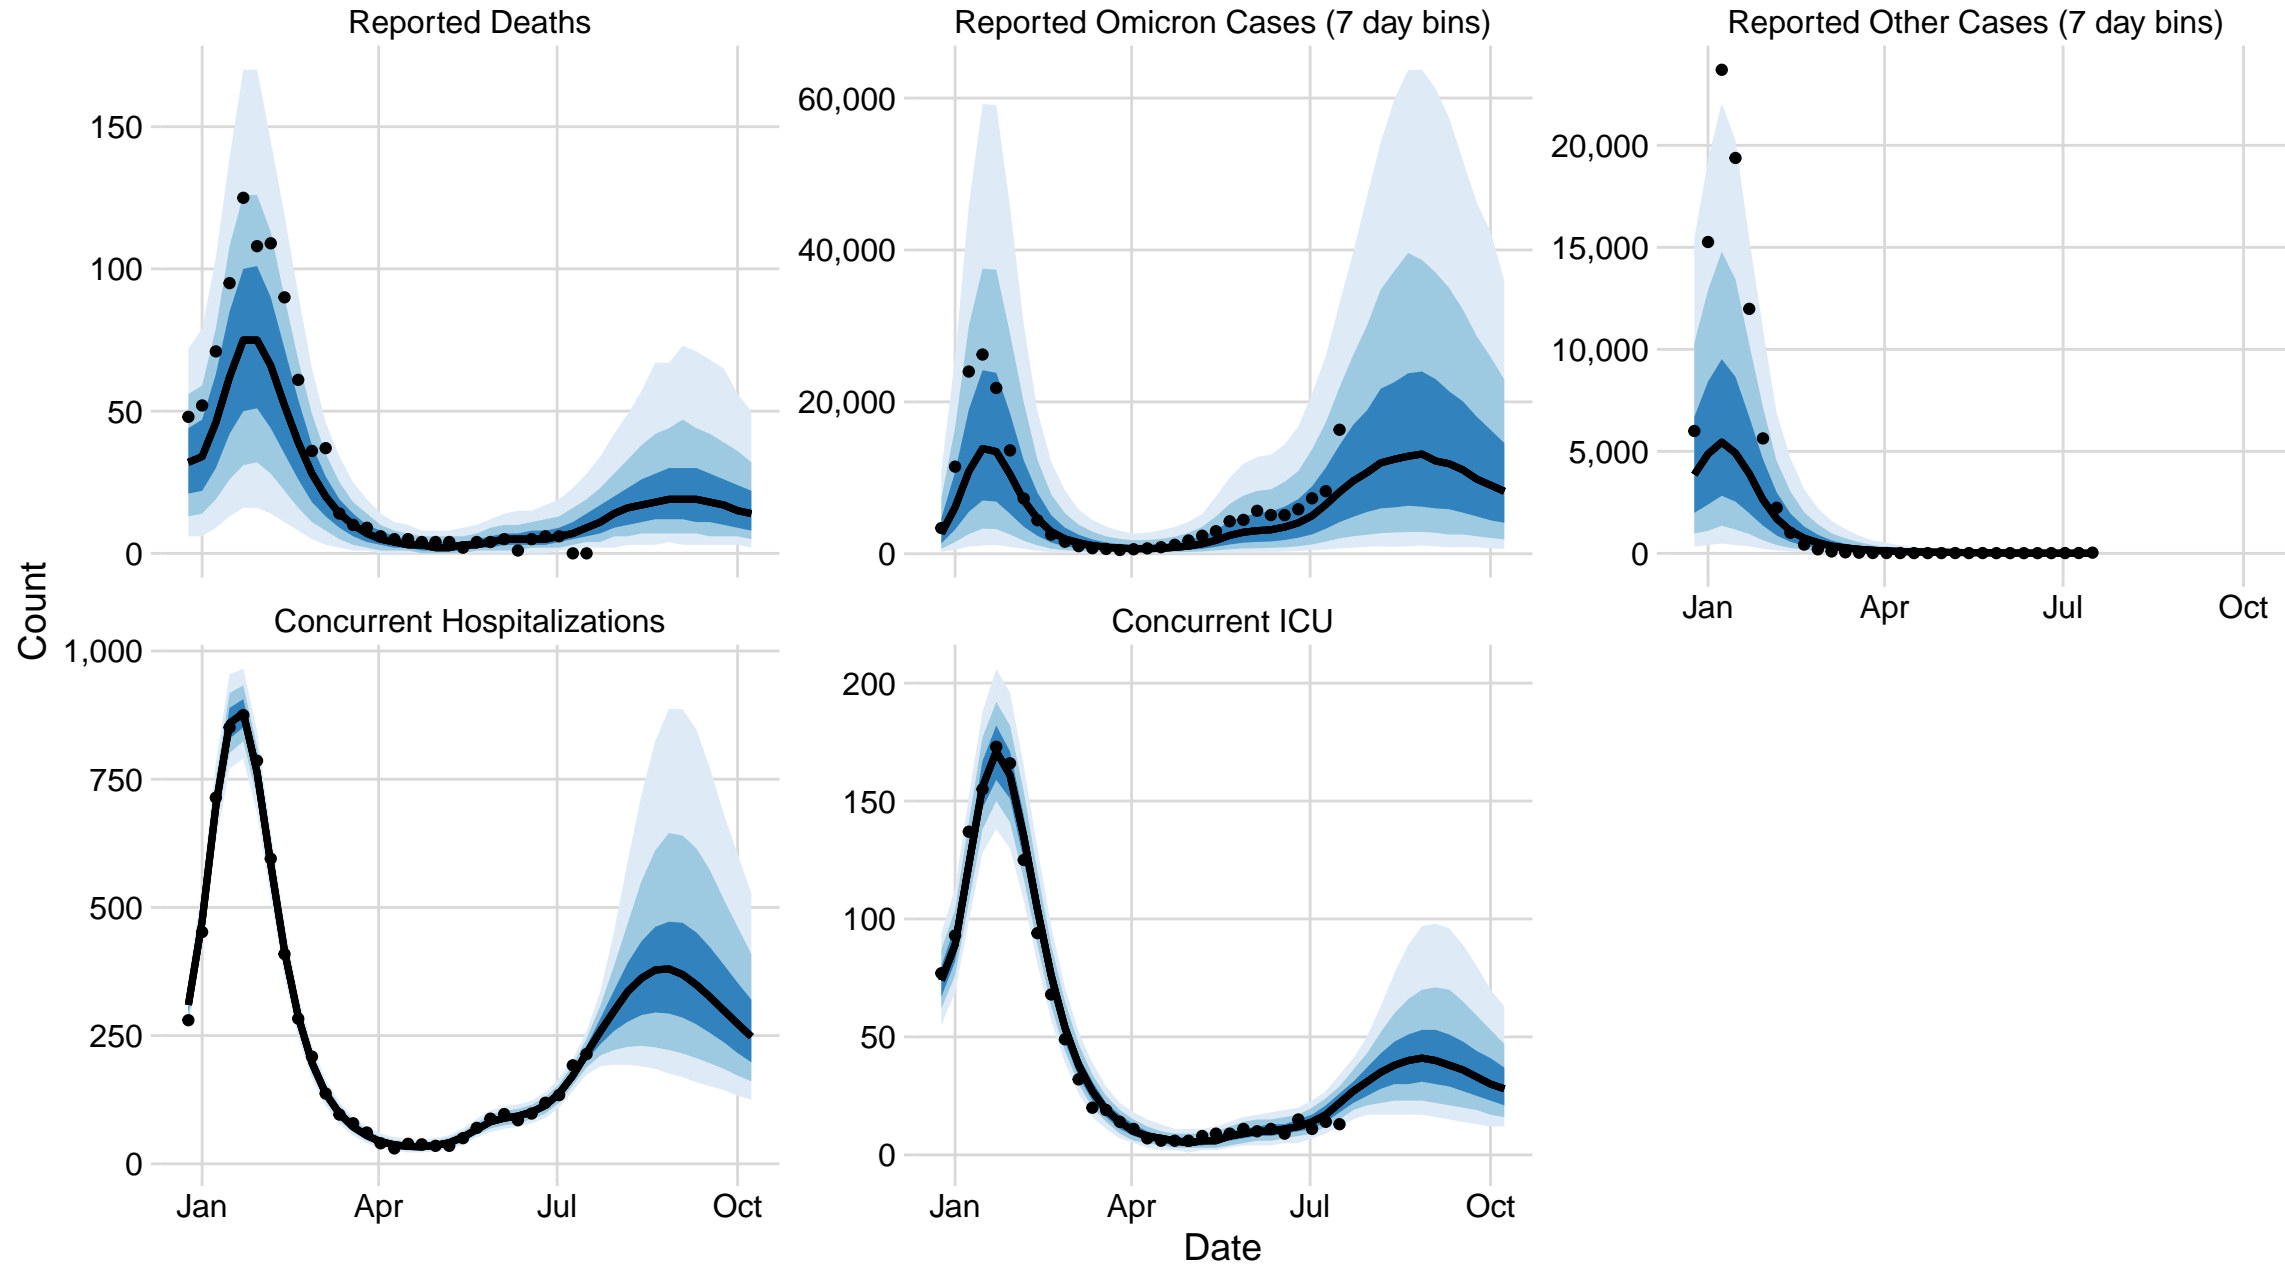 Reported Deaths
Reported Omicron Cases (7 day bins)
Reported Other Cases (7 day bins)
150
100
50
0
60,000
40,000
20,000
0
20,000
15,000
10,000
5,000
0
Jan Apr Jul Oct
Count
Concurrent Hospitalizations
Concurrent ICU
1,000
750
500
250
0
200
150
100
50
0
Jan Apr Jul Oct
Jan Apr Jul Oct
Date